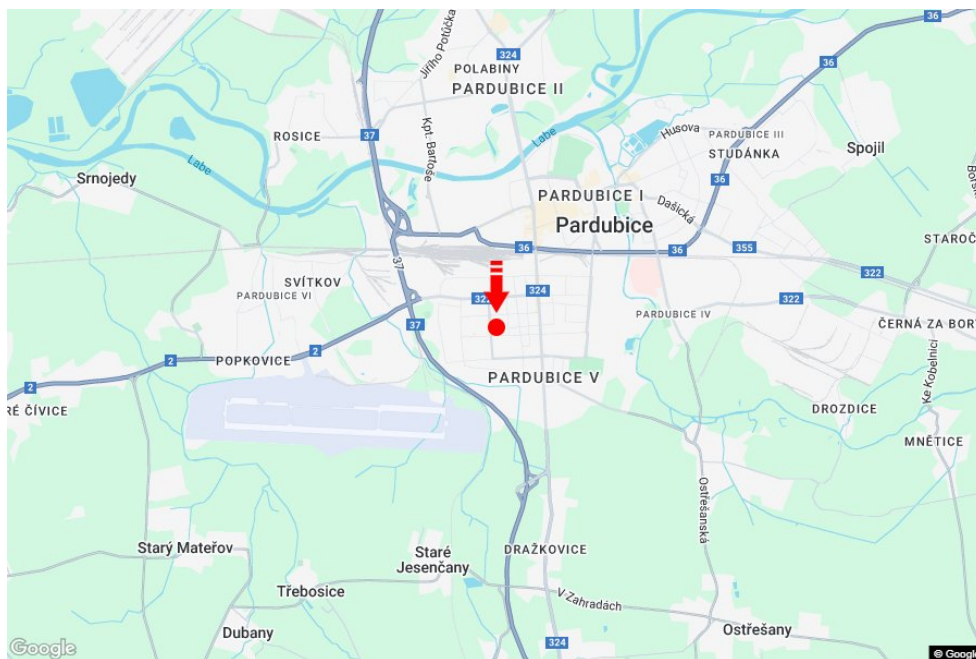 36
Jiřího Potůčka
324
POLABINY
PARDUBICE II
36
37
Husova
PARDUBICE III
STUDÁNKA
Spojil
ROSICE
Labe
Kpt. Bartoše
Labe
Srnojedy
36
PARDUBICE I
Dašická
Pardubice
36
36
355
STAROČ
37
322
SVÍTKOV
PARDUBICE VI
324
322
322
PARDUBICE IV
ČERNÁ ZA BOR
37
2
POPKOVICE
2
2
PARDUBICE V
Ke Kobelnici
RÉ ČÍVICE
DROZDICE
MNĚTICE
Ostřešanská
Starý Mateřov
Staré
Jesenčany
DRAŽKOVICE
Třebosice
V Zahradách
Dubany
Ostřešany
324
Google
© Googl